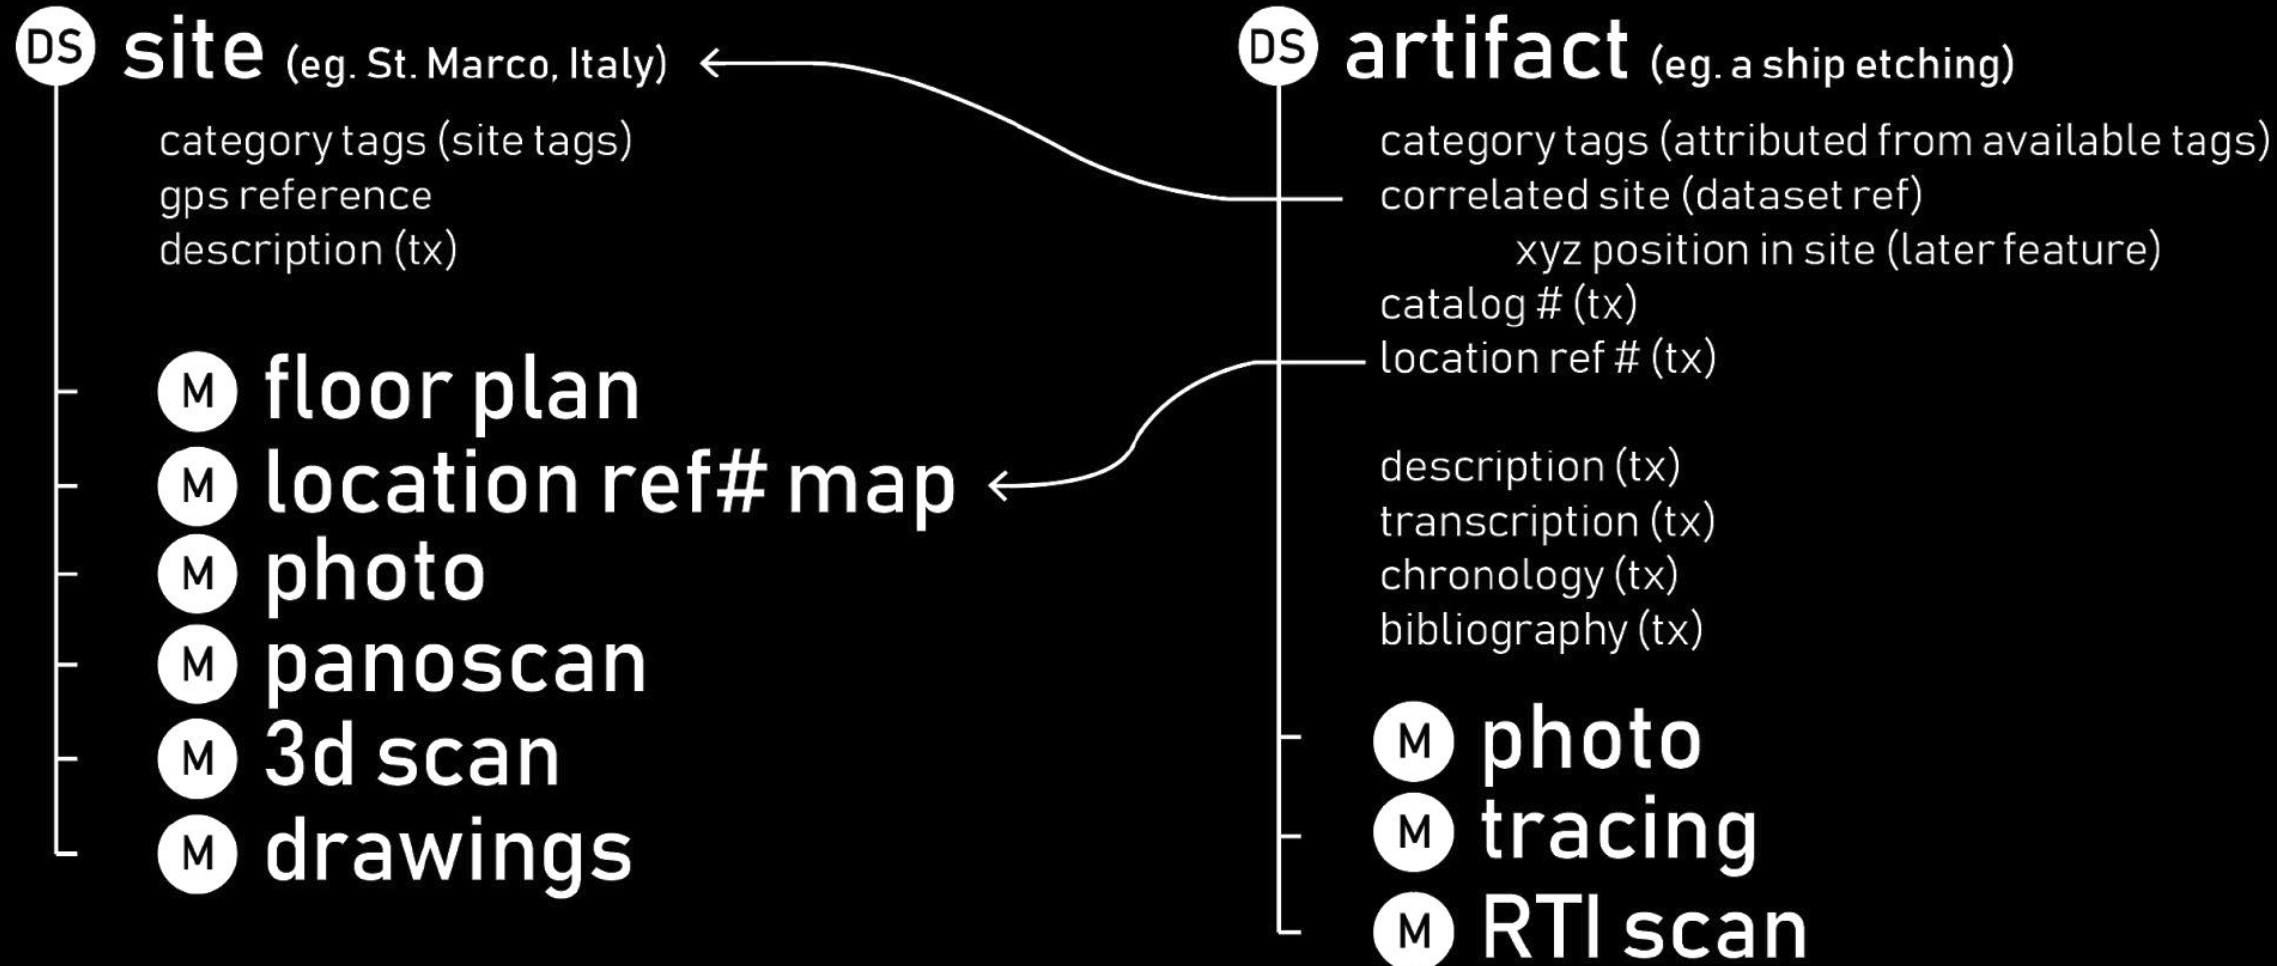 DS site (eg. St. Marco, Italy)
category tags (site tags)
gps reference
description (tx)
M floor plan
M location ref# map
M photo
M panoscan
M 3d scan
M drawings
DS artifact (eg. a ship etching)
category tags (attributed from available tags)
correlated site (dataset ref)
xyz position in site (later feature)
catalog # (tx)
location ref # (tx)
description (tx)
transcription (tx)
chronology (tx)
bibliography (tx)
M photo
M tracing
M RTI scan